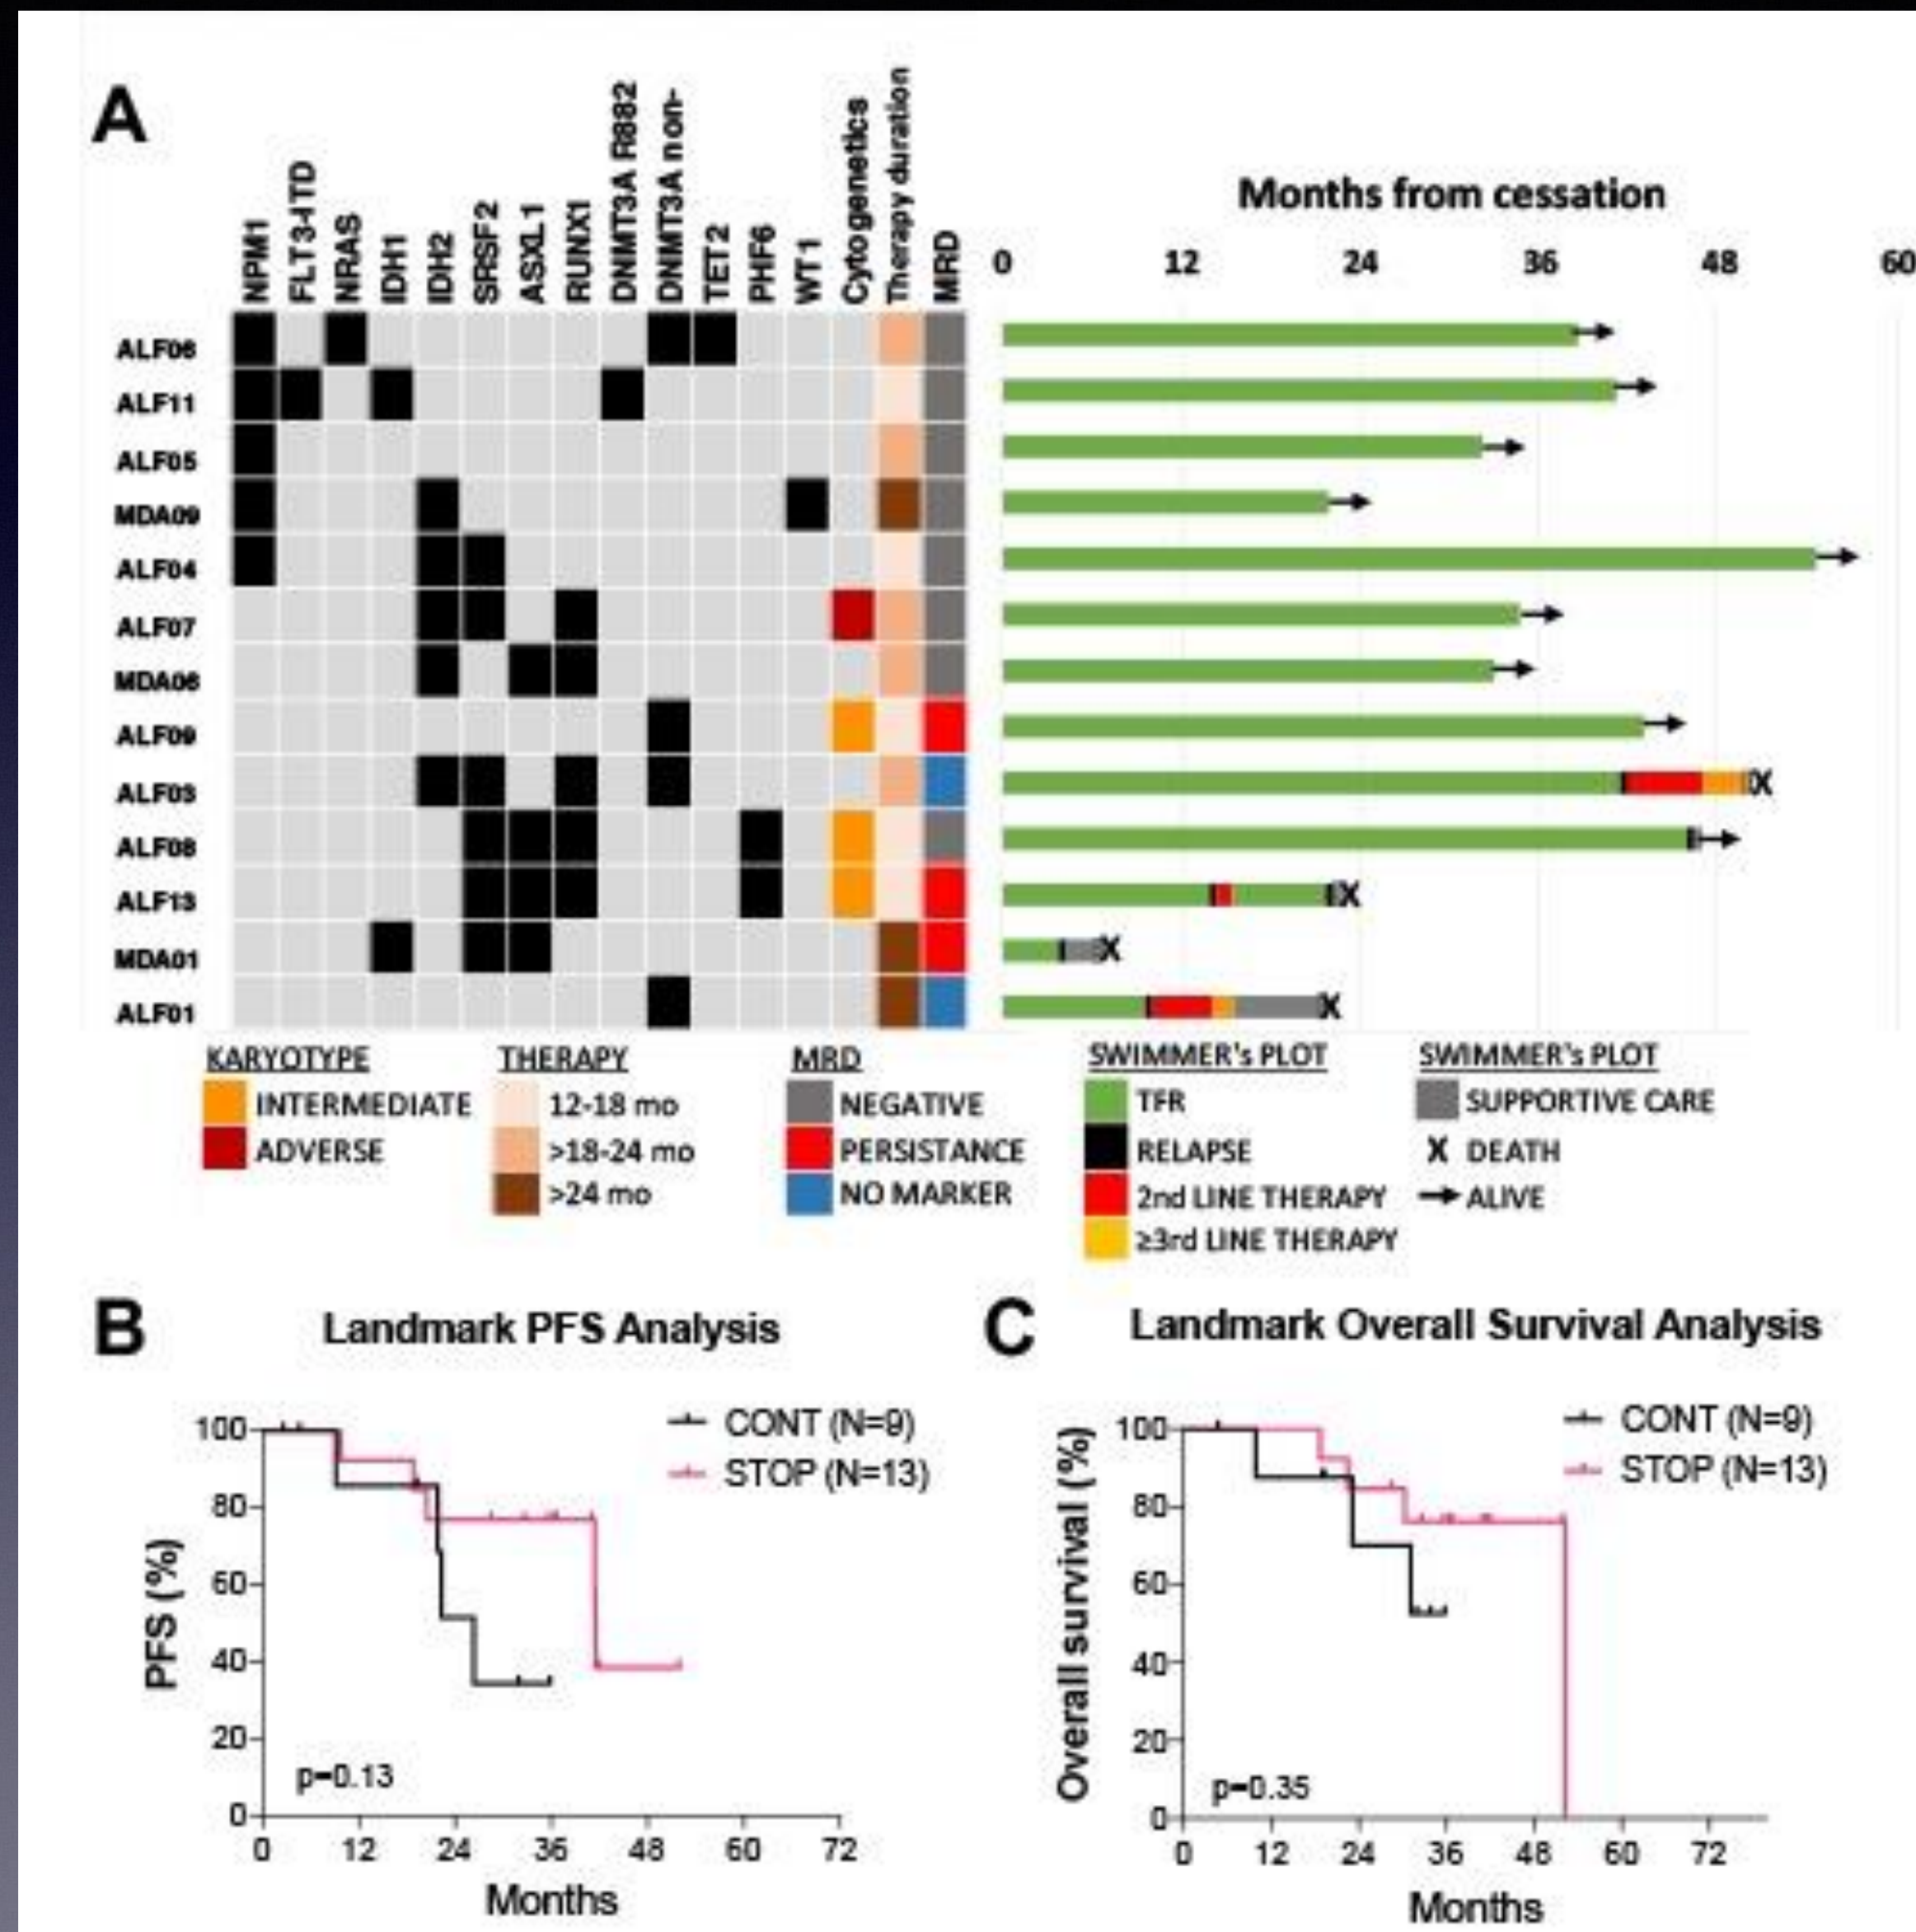 A
NPM1
FLT3-ITD
NRAS
IDH1
IDH2
SRSF2
ASXL1
RUNX1
DNMT3A R882
DNMT3A non-
TET2
PHF6
WT1
Cytogenetics
Therapy duration
MRD
Months from cessation
0 12 24 36 48 60
ALF06
ALF11
ALF05
MDA09
ALF04
ALF07
MDA06
ALF09
ALF03
X
ALF08
ALF13
X
MDA01
X
ALF01
X
KARYOTYPE
INTERMEDIATE
ADVERSE
THERAPY
12-18 mo
>18-24 mo
>24 mo
MRD
NEGATIVE
PERSISTANCE
NO MARKER
SWIMMER's PLOT
TFR
RELAPSE
2nd LINE THERAPY
≥3rd LINE THERAPY
SWIMMER's PLOT
SUPPORTIVE CARE
X DEATH
ALIVE
B
Landmark PFS Analysis
CONT (N=9)
STOP (N=13)
PFS (%)
100
80
60
40
20
0
p=0.13
0 12 24 36 48 60 72
Months
C
Landmark Overall Survival Analysis
CONT (N=9)
STOP (N=13)
Overall survival (%)
100
80
60
40
20
0
p=0.35
0 12 24 36 48 60 72
Months